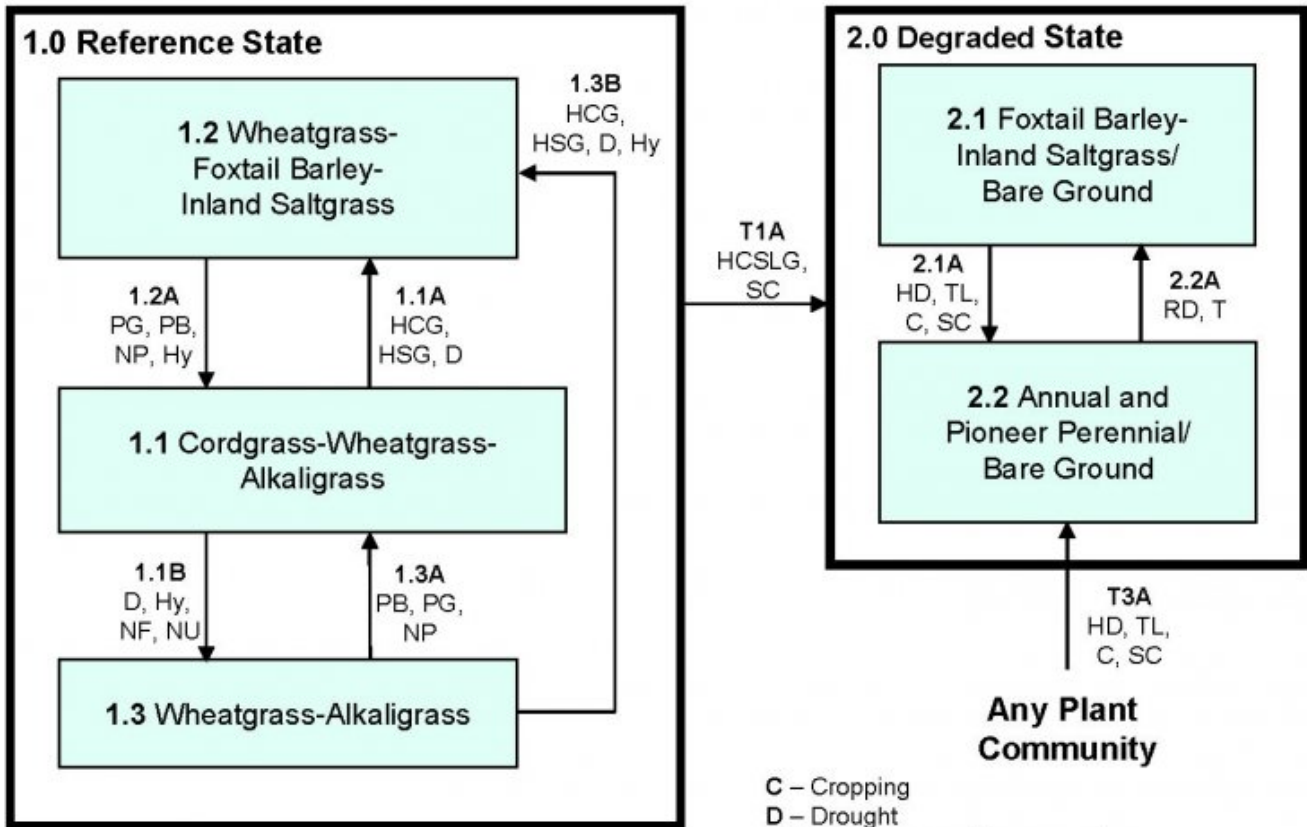 1.0 Reference State
1.2 Wheatgrass-
Foxtail Barley-
Inland Saltgrass
1.3B
HCG,
HSG, D, Hy
1.2A
PG, PB,
NP, Hy
1.1A
HCG,
HSG, D
1.1 Cordgrass-Wheatgrass-
Alkaligrass
1.1B
D, Hy,
NF, NU
1.3A
PB, PG,
NP
1.3 Wheatgrass-Alkaligrass
T1A
HCSLG,
SC
2.0 Degraded State
2.1 Foxtail Barley-
Inland Saltgrass/
Bare Ground
2.1A
HD, TL,
C, SC
2.2A
RD, T
2.2 Annual and
Pioneer Perennial/
Bare Ground
T3A
HD, TL,
C, SC
Any Plant
Community
C – Cropping
D – Drought